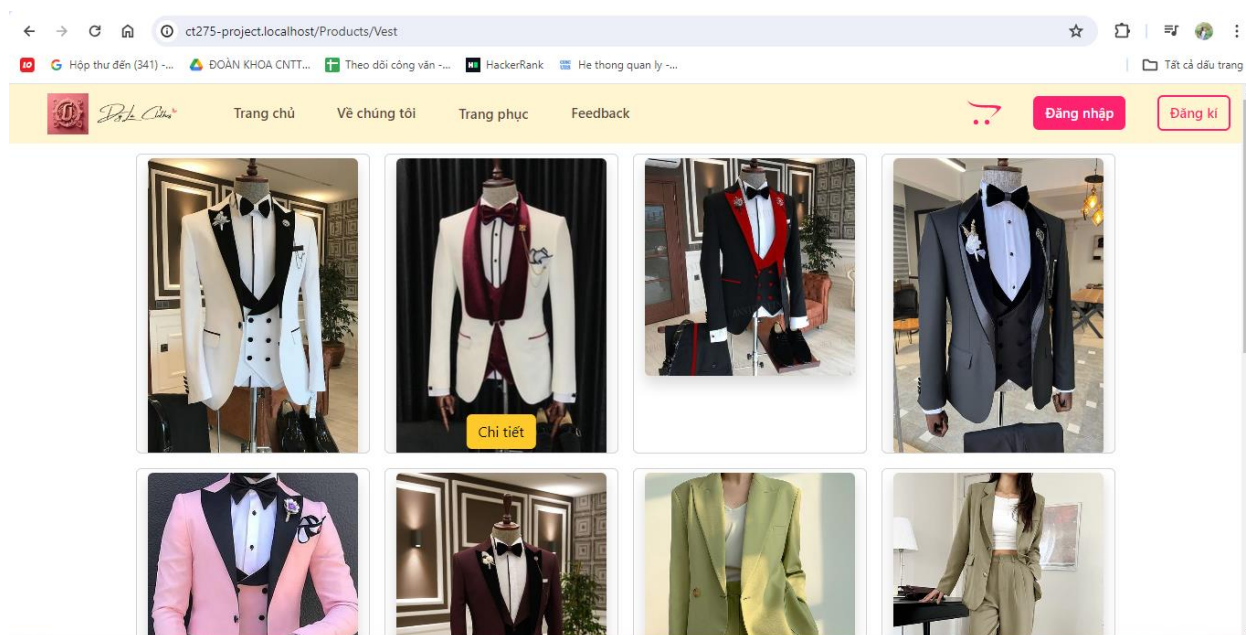 ct275-project.localhost/Products/Vest
Hộp thư đến (341) -... ĐOÀN KHOA CNTT... Theo dõi công văn -... HackerRank He thong quan ly -... Tất cả dấu trang
Trang chủ Về chúng tôi Trang phục Feedback Đăng nhập Đăng kí
Chi tiết